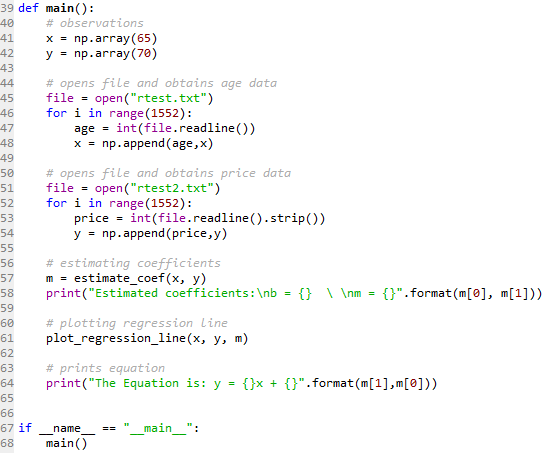 39 def main():
40     # observations
41     x = np.array(65)
42     y = np.array(70)
43
44     # opens file and obtains age data
45     file = open("rtest.txt")
46     for i in range(1552):
47         age = int(file.readline())
48         x = np.append(age,x)
49
50     # opens file and obtains price data
51     file = open("rtest2.txt")
52     for i in range(1552):
53         price = int(file.readline().strip())
54         y = np.append(price,y)
55
56     # estimating coefficients
57     m = estimate_coef(x, y)
58     print("Estimated coefficients:\nb = {}  \ \nm = {}".format(m[0], m[1]))
59
60     # plotting regression line
61     plot_regression_line(x, y, m)
62
63     # prints equation
64     print("The Equation is: y = {}x + {}".format(m[1],m[0]))
65
66
67 if __name__ == "__main__":
68     main()